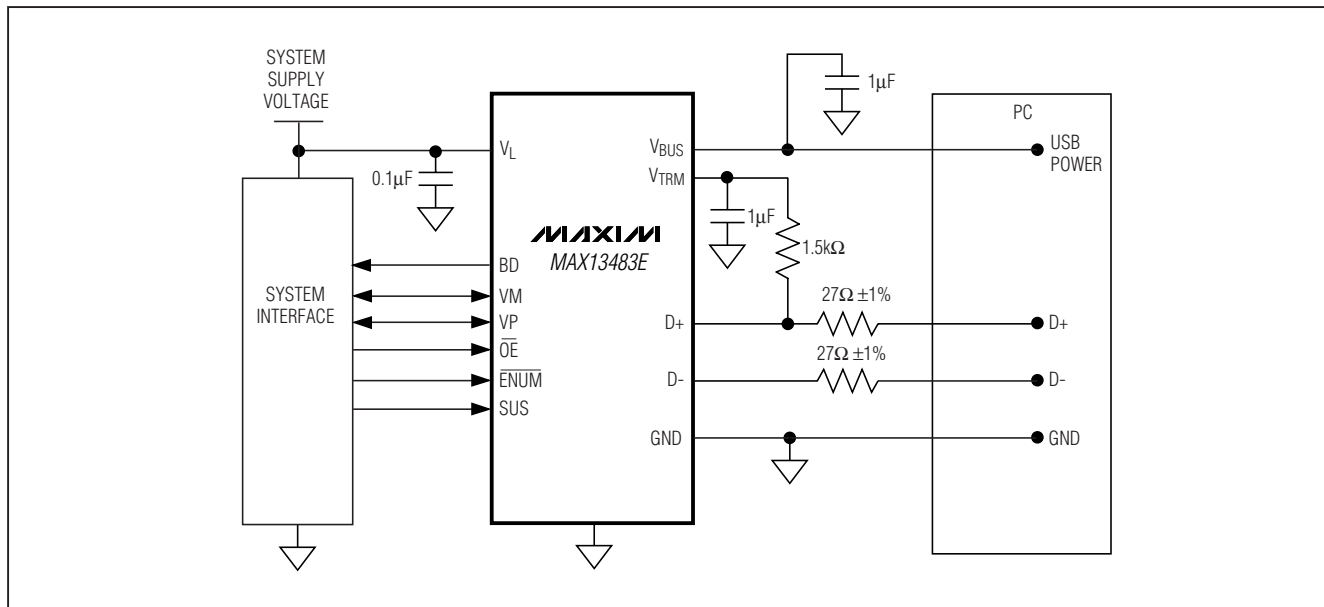 SYSTEM
SUPPLY
VOLTAGE
1μF
PC
VL
VBUS
USB
POWER
VTRM
0.1μF
1μF
MAXIM
MAX13483E
1.5kΩ
BD
SYSTEM
INTERFACE
VM
VP
27Ω ±1%
D+
D+
OE
27Ω ±1%
ENUM
D-
D-
SUS
GND
GND